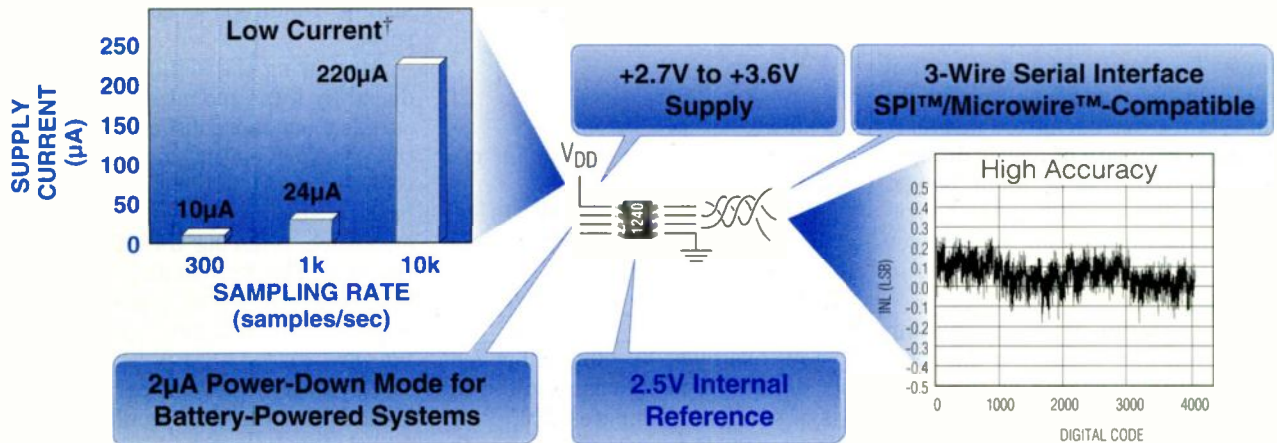 Low Current†
SUPPLY
CURRENT
(µA)
250
200
150
100
50
0
220µA
24µA
10µA
300 1k 10k
SAMPLING RATE
(samples/sec)
+2.7V to +3.6V
Supply
3-Wire Serial Interface
SPI™/Microwire™-Compatible
VDD
1240
High Accuracy
INL (LSB)
0.5
0.4
0.3
0.2
0.1
0.0
-0.1
-0.2
-0.3
-0.4
-0.5
0 1000 2000 3000 4000
DIGITAL CODE
2µA Power-Down Mode for
Battery-Powered Systems
2.5V Internal
Reference